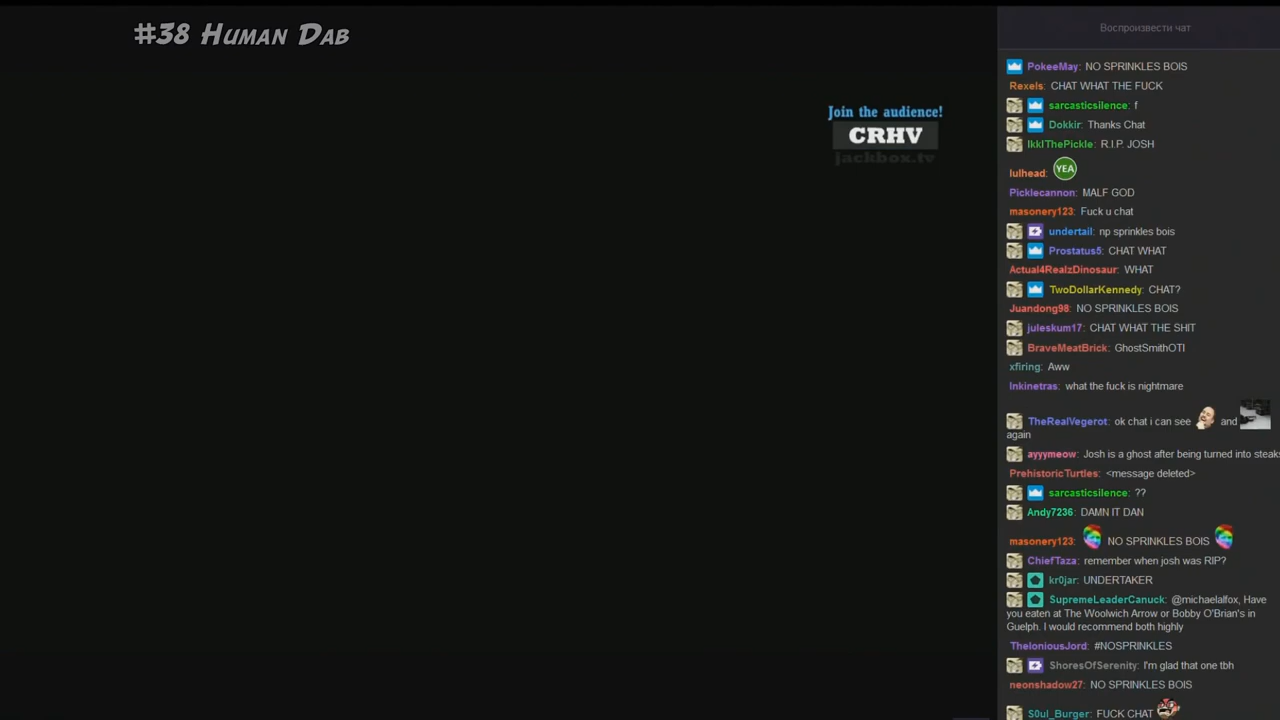 #38 Human Dab
Join the audience!
CRHV
jackbox.tv
Воспроизвести чат
PokeeMay: NO SPRINKLES BOIS
Rexels: CHAT WHAT THE FUCK
sarcasticsilence: f
Dokkir: Thanks Chat
IkkIThePickle: R.I.P. JOSH
lulhead: YEA
Picklecannon: MALF GOD
masonery123: Fuck u chat
undertail: np sprinkles bois
Prostatus5: CHAT WHAT
Actual4RealzDinosaur: WHAT
TwoDollarKennedy: CHAT?
Juandong98: NO SPRINKLES BOIS
juleskum17: CHAT WHAT THE SHIT
BraveMeatBrick: GhostSmithOTI
xfiring: Aww
Inkinetras: what the fuck is nightmare
TheRealVegerot: ok chat i can see and
again
ayyymeow: Josh is a ghost after being turned into steaks
PrehistoricTurtles: <message deleted>
sarcasticsilence: ??
Andy7236: DAMN IT DAN
masonery123: NO SPRINKLES BOIS
ChiefTaza: remember when josh was RIP?
kr0jar: UNDERTAKER
SupremeLeaderCanuck: @michaelalfox, Have
you eaten at The Woolwich Arrow or Bobby O'Brian's in
Guelph. I would recommend both highly
TheloniousJord: #NOSPRINKLES
ShoresOfSerenity: I'm glad that one tbh
neonshadow27: NO SPRINKLES BOIS
S0ul_Burger: FUCK CHAT